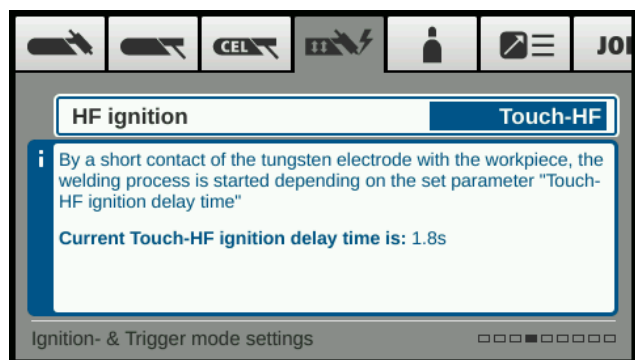 CEL
JO
HF ignition
Touch-HF
i
By a short contact of the tungsten electrode with the workpiece, the
welding process is started depending on the set parameter "Touch-
HF ignition delay time"
Current Touch-HF ignition delay time is: 1.8s
Ignition- & Trigger mode settings